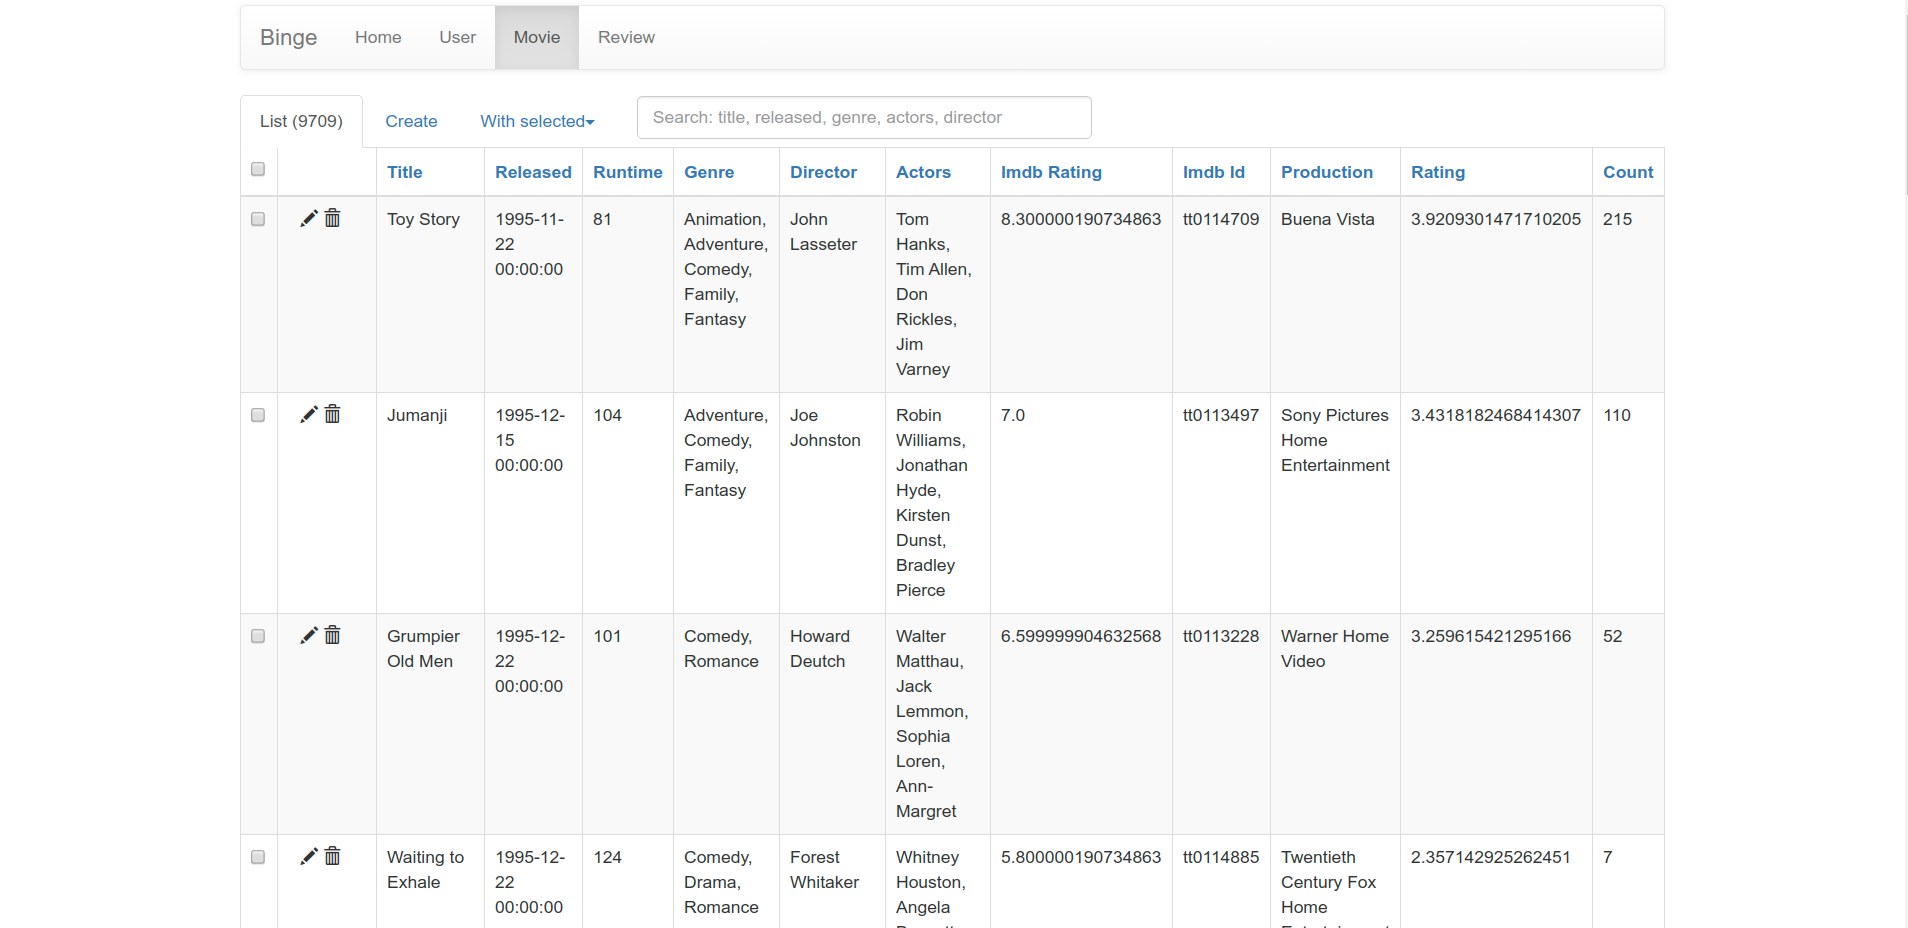 Binge Home User Movie Review
List (9709) Create With selected Search: title, released, genre, actors, director
Title Released Runtime Genre Director Actors Imdb Rating Imdb Id Production Rating Count
Toy Story 1995-11- 81 Animation, John Tom 8.300000190734863 tt0114709 Buena Vista 3.9209301471710205 215
22 Adventure, Lasseter Hanks,
00:00:00 Comedy, Tim Allen,
Family, Don
Fantasy Rickles,
Jim
Varney
Jumanji 1995-12- 104 Adventure, Joe Robin 7.0 tt0113497 Sony Pictures 3.4318182468414307 110
15 Comedy, Johnston Williams, Home
00:00:00 Family, Jonathan Entertainment
Fantasy Hyde,
Kirsten
Dunst,
Bradley
Pierce
Grumpier 1995-12- 101 Comedy, Howard Walter 6.599999904632568 tt0113228 Warner Home 3.259615421295166 52
Old Men 22 Romance Deutch Matthau, Video
00:00:00 Jack
Lemmon,
Sophia
Loren,
Ann-
Margret
Waiting to 1995-12- 124 Comedy, Forest Whitney 5.800000190734863 tt0114885 Twentieth 2.357142925262451 7
Exhale 22 Drama, Whitaker Houston, Century Fox
00:00:00 Romance Angela Home